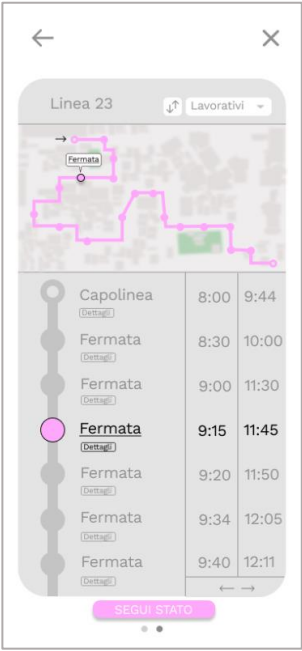 Linea 23 Lavorativi
Fermata
Capolinea 8:00 9:44
Dettagli
Fermata 8:30 10:00
Dettagli
Fermata 9:00 11:30
Dettagli
Fermata 9:15 11:45
Dettagli
Fermata 9:20 11:50
Dettagli
Fermata 9:34 12:05
Dettagli
Fermata 9:40 12:11
Dettagli
SEGUI STATO